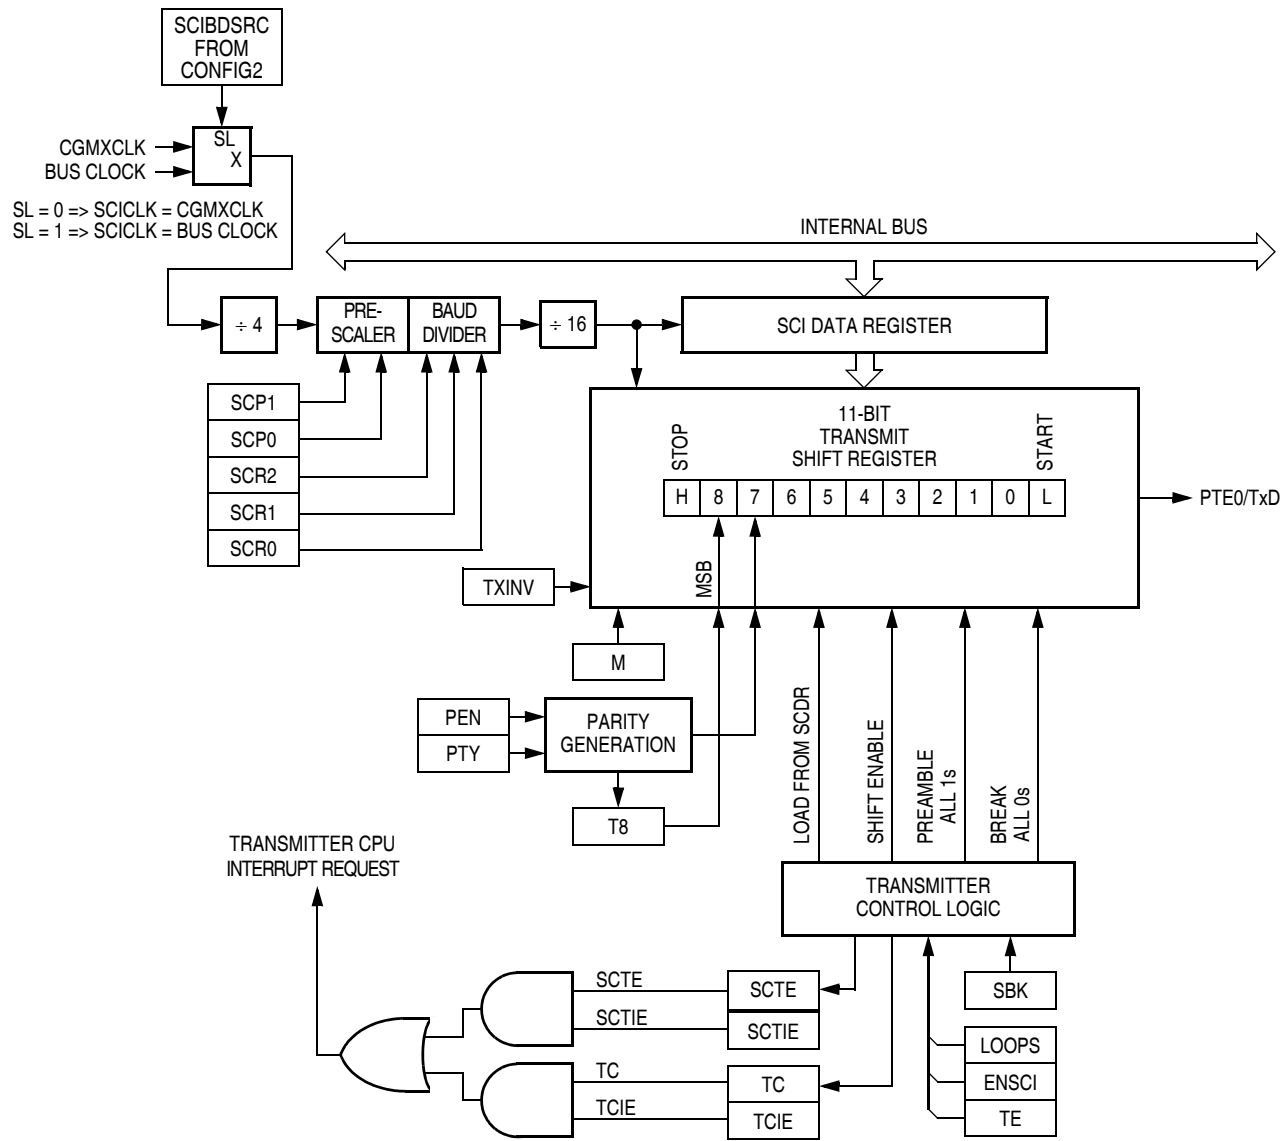 SCIBDSRC
FROM
CONFIG2
SL
X
CGMXCLK
BUS CLOCK
SL = 0 => SCICLK = CGMXCLK
SL = 1 => SCICLK = BUS CLOCK
INTERNAL BUS
÷ 4
PRE-
SCALER
BAUD
DIVIDER
÷ 16
SCI DATA REGISTER
SCP1
SCP0
SCR2
SCR1
SCR0
11-BIT
TRANSMIT
SHIFT REGISTER
STOP
START
H 8 7 6 5 4 3 2 1 0 L
PTE0/TxD
MSB
TXINV
M
PEN
PTY
PARITY
GENERATION
T8
LOAD FROM SCDR
SHIFT ENABLE
PREAMBLE
ALL 1s
BREAK
ALL 0s
TRANSMITTER CPU
INTERRUPT REQUEST
TRANSMITTER
CONTROL LOGIC
SCTE
SCTE
SCTIE
SCTIE
TC
TC
TCIE
TCIE
SBK
LOOPS
ENSCI
TE